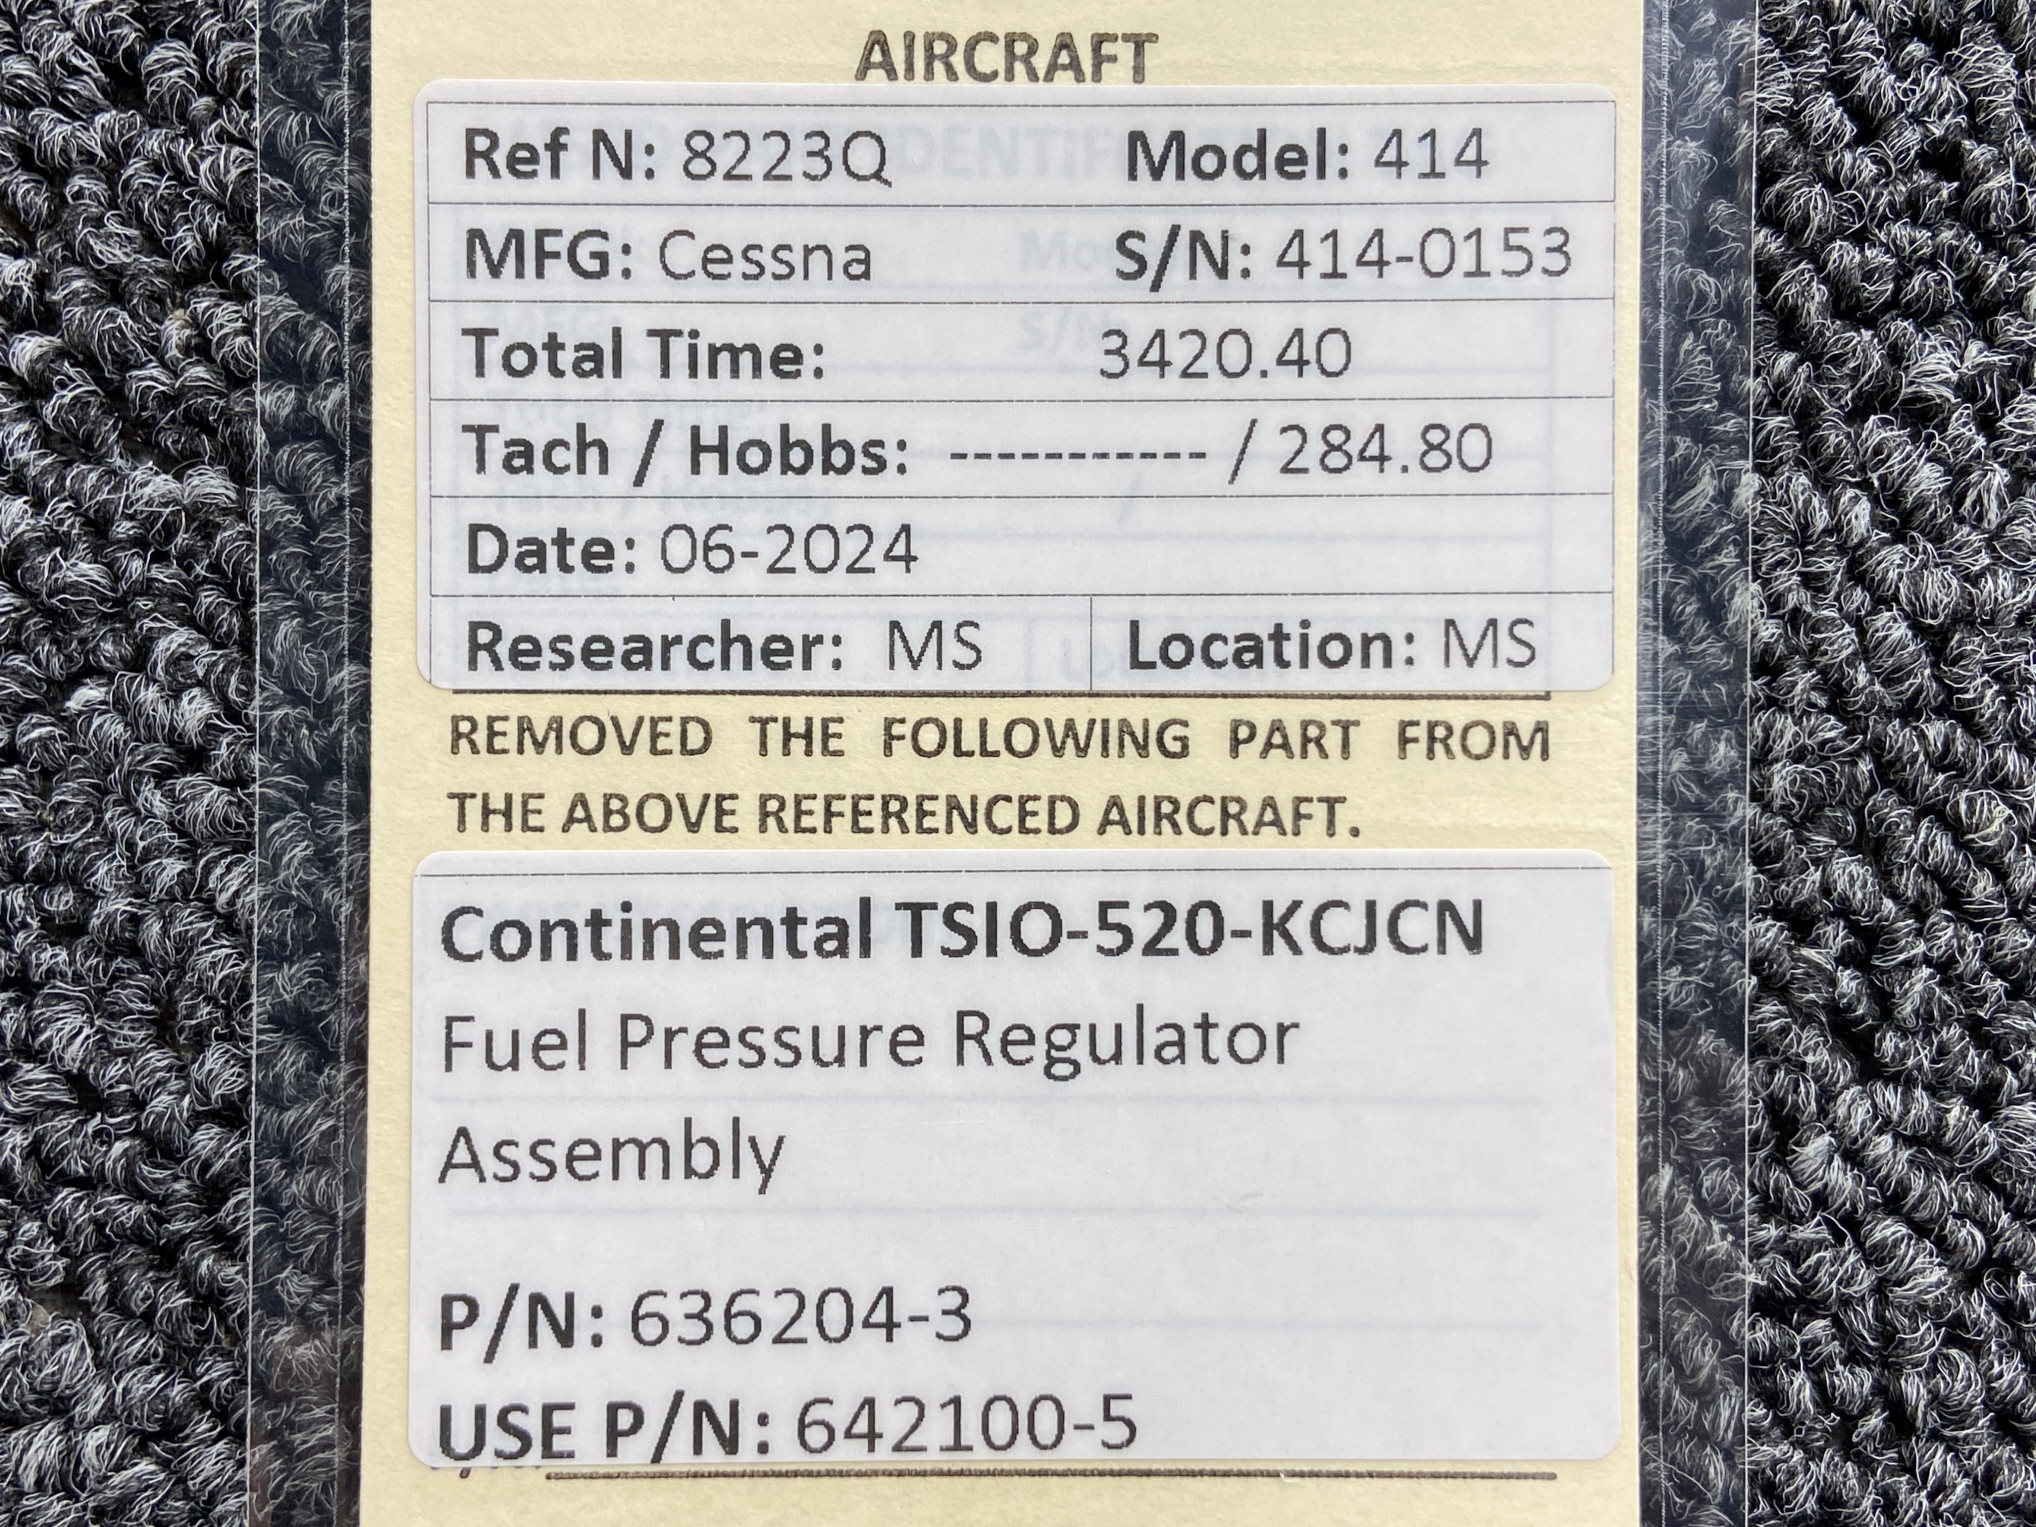 AIRCRAFT
Ref N: 8223Q Model: 414
MFG: Cessna S/N: 414-0153
Total Time: 3420.40
Tach / Hobbs: ----------- / 284.80
Date: 06-2024
Researcher: MS Location: MS
REMOVED THE FOLLOWING PART FROM
THE ABOVE REFERENCED AIRCRAFT.
Continental TSIO-520-KCJCN
Fuel Pressure Regulator
Assembly
P/N: 636204-3
USE P/N: 642100-5